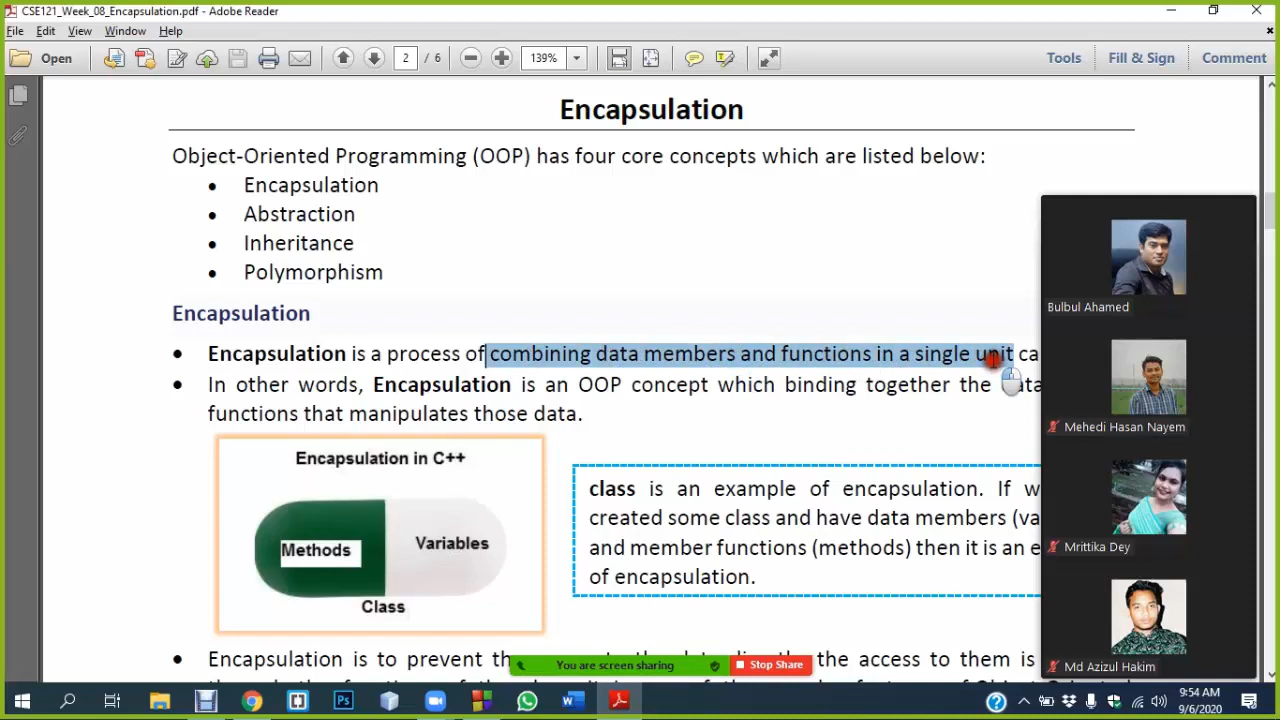 CSE121_Week_08_Encapsulation.pdf - Adobe Reader
File Edit View Window Help
Open 2 / 6 139% Tools Fill & Sign Comment
Encapsulation
Object-Oriented Programming (OOP) has four core concepts which are listed below:
• Encapsulation
• Abstraction
• Inheritance
• Polymorphism
Encapsulation
• Encapsulation is a process of combining data members and functions in a single unit ca
• In other words, Encapsulation is an OOP concept which binding together the data
functions that manipulates those data.
Encapsulation in C++
Methods
Variables
Class
class is an example of encapsulation. If w
created some class and have data members (va
and member functions (methods) then it is an e
of encapsulation.
• Encapsulation is to prevent th the access to them is
Bulbul Ahamed
Mehedi Hasan Nayem
Mrittika Dey
Md Azizul Hakim
You are screen sharing Stop Share
9:54 AM
9/6/2020